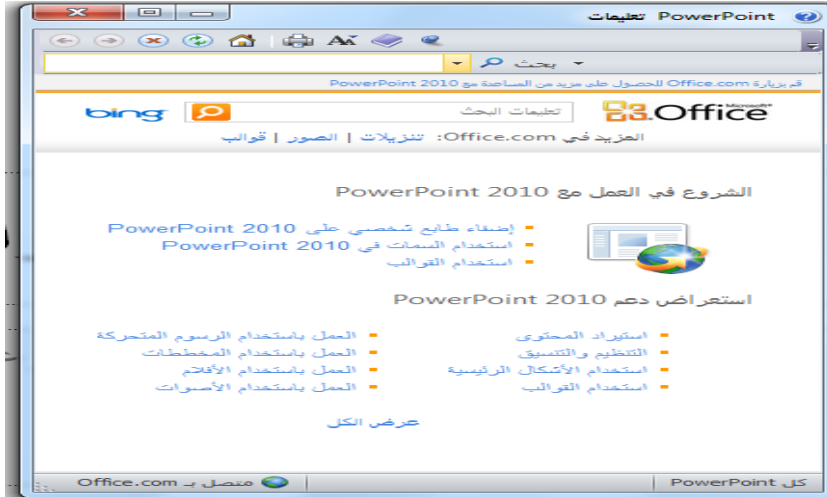 تعليمات PowerPoint
بحث
قم بزيارة Office.com للحصول على مزيد من المساعدة مع PowerPoint 2010
Microsoft®
Office
تعليمات البحث
bing
المزيد في Office.com: تنزيلات | الصور | قوالب
الشروع في العمل مع PowerPoint 2010
إضفاء طابع شخصي على PowerPoint 2010
استخدام السمات في PowerPoint 2010
استخدام القوالب
استعراض دعم PowerPoint 2010
استيراد المحتوى
التنظيم والتنسيق
استخدام الأشكال الرئيسية
استخدام القوالب
العمل باستخدام الرسوم المتحركة
العمل باستخدام المخططات
العمل باستخدام الأفلام
العمل باستخدام الأصوات
عرض الكل
كل PowerPoint
متصل بـ Office.com